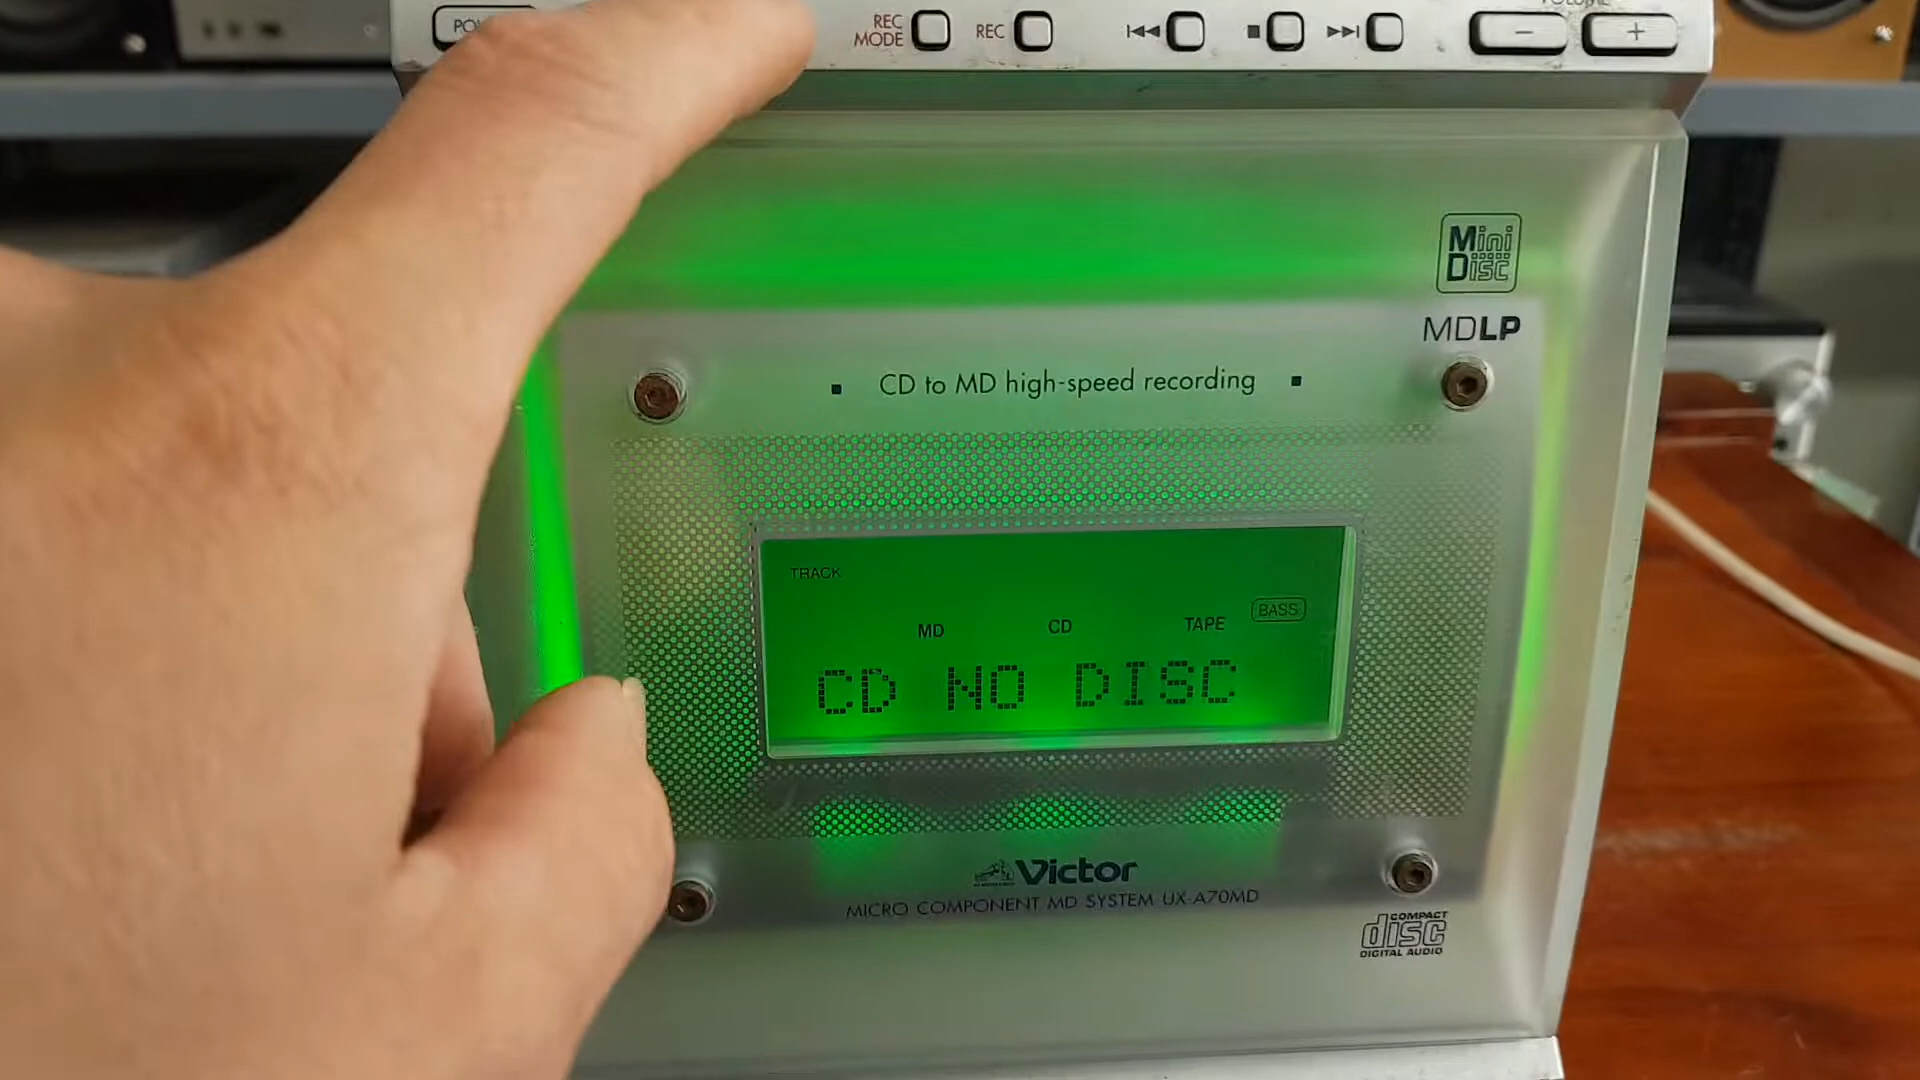 REC
MODE
REC
VOLUME
Mini
Disc
MDLP
CD to MD high-speed recording
TRACK
BASS
MD CD TAPE
CD NO DISC
Victor
MICRO COMPONENT MD SYSTEM UX-A70MD
COMPACT
disc
DIGITAL AUDIO